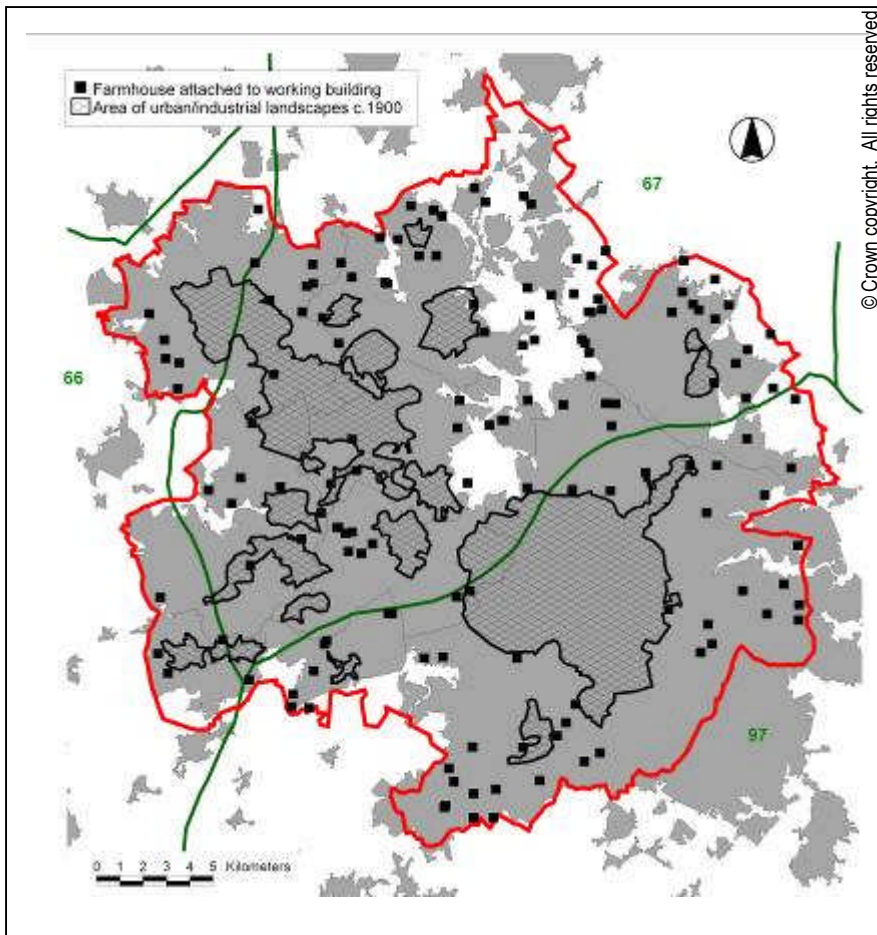 Farmhouse attached to working building
Area of urban/industrial landscapes c.1900
67
66
97
0 1 2 3 4 5 Kilometers
© Crown copyright. All rights reserved